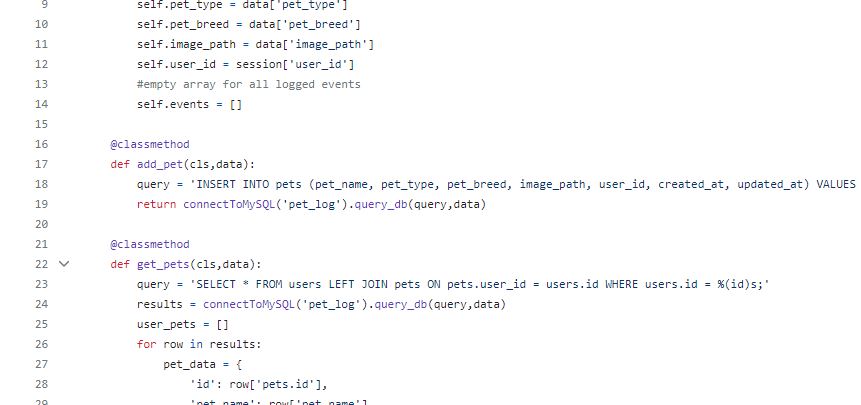 9 self.pet_type = data['pet_type']
10 self.pet_breed = data['pet_breed']
11 self.image_path = data['image_path']
12 self.user_id = session['user_id']
13 #empty array for all logged events
14 self.events = []
15
16 @classmethod
17 def add_pet(cls,data):
18 query = 'INSERT INTO pets (pet_name, pet_type, pet_breed, image_path, user_id, created_at, updated_at) VALUES
19 return connectToMySQL('pet_log').query_db(query,data)
20
21 @classmethod
22 def get_pets(cls,data):
23 query = 'SELECT * FROM users LEFT JOIN pets ON pets.user_id = users.id WHERE users.id = %(id)s;'
24 results = connectToMySQL('pet_log').query_db(query,data)
25 user_pets = []
26 for row in results:
27 pet_data = {
28 'id': row['pets.id'],
29 'pet_name': row['pet_name']